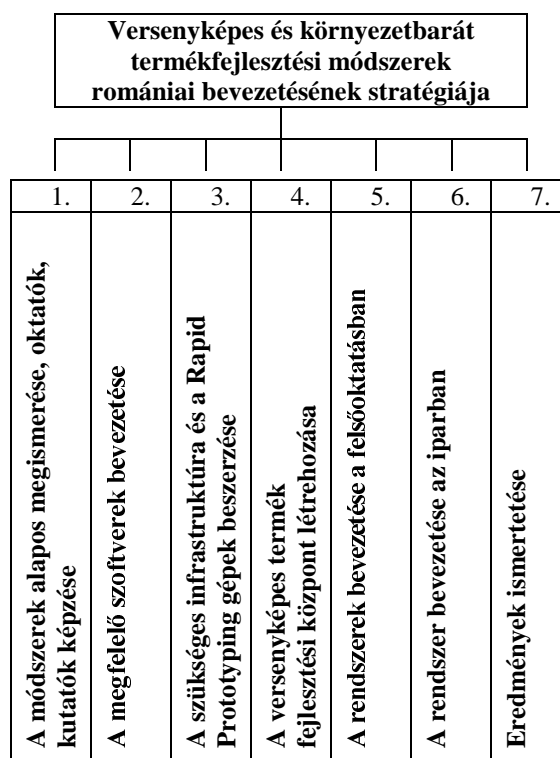 Versenyképes és környezetbarát
termékfejlesztési módszerek
romániai bevezetésének stratégiája
1.
2.
3.
4.
5.
6.
7.
A módszerek alapos megismerése, oktatók,
kutatók képzése
A megfelelő szoftverek bevezetése
A szükséges infrastruktúra és a Rapid
Prototyping gépek beszerzése
A versenyképes termék
fejlesztési központ létrehozása
A rendszerek bevezetése a felsőoktatásban
A rendszer bevezetése az iparban
Eredmények ismertetése